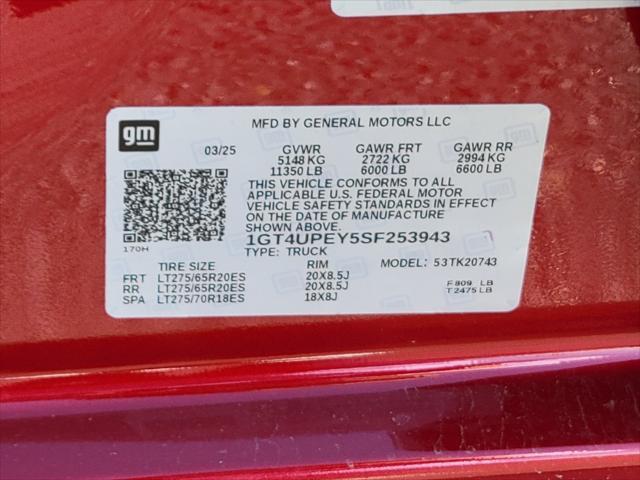 gm
MFD BY GENERAL MOTORS LLC
03/25 GVWR GAWR FRT GAWR RR
5148 KG 2722 KG 2994 KG
11350 LB 6000 LB 6600 LB
THIS VEHICLE CONFORMS TO ALL
APPLICABLE U.S. FEDERAL MOTOR
VEHICLE SAFETY STANDARDS IN EFFECT
ON THE DATE OF MANUFACTURE
SHOWN ABOVE.
1GT4UPEY5SF253943
170H
TYPE: TRUCK
TIRE SIZE RIM MODEL: 53TK20743
FRT LT275/65R20ES 20X8.5J
RR LT275/65R20ES 20X8.5J
SPA LT275/70R18ES 18X8J
F 809 LB
T 2475 LB